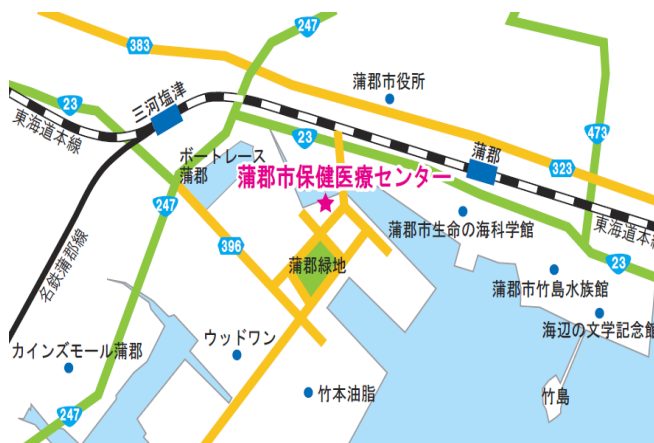 247
383
蒲郡市役所
23
三河塩津
東海道本線
23
473
ボートレース
蒲郡
蒲郡
323
蒲郡市保健医療センター
247
蒲郡市生命の海科学館
東海道本線
396
名鉄蒲郡線
蒲郡緑地
23
蒲郡市竹島水族館
ウッドワン
海辺の文学記念館
カインズモール蒲郡
竹本油脂
竹島
247